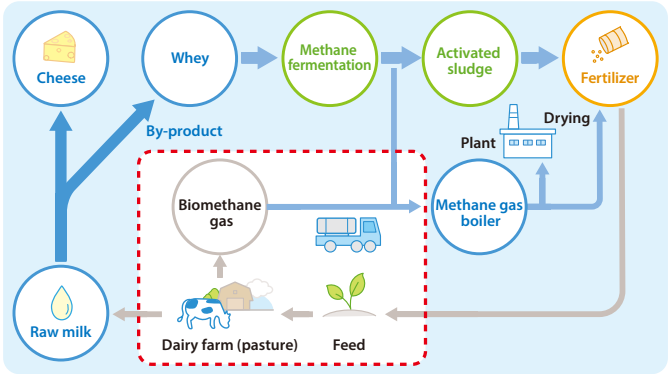 Cheese
Whey
Methane
fermentation
Activated
sludge
Fertilizer
By-product
Plant
Drying
Biomethane
gas
Methane gas
boiler
Raw milk
Dairy farm (pasture)
Feed